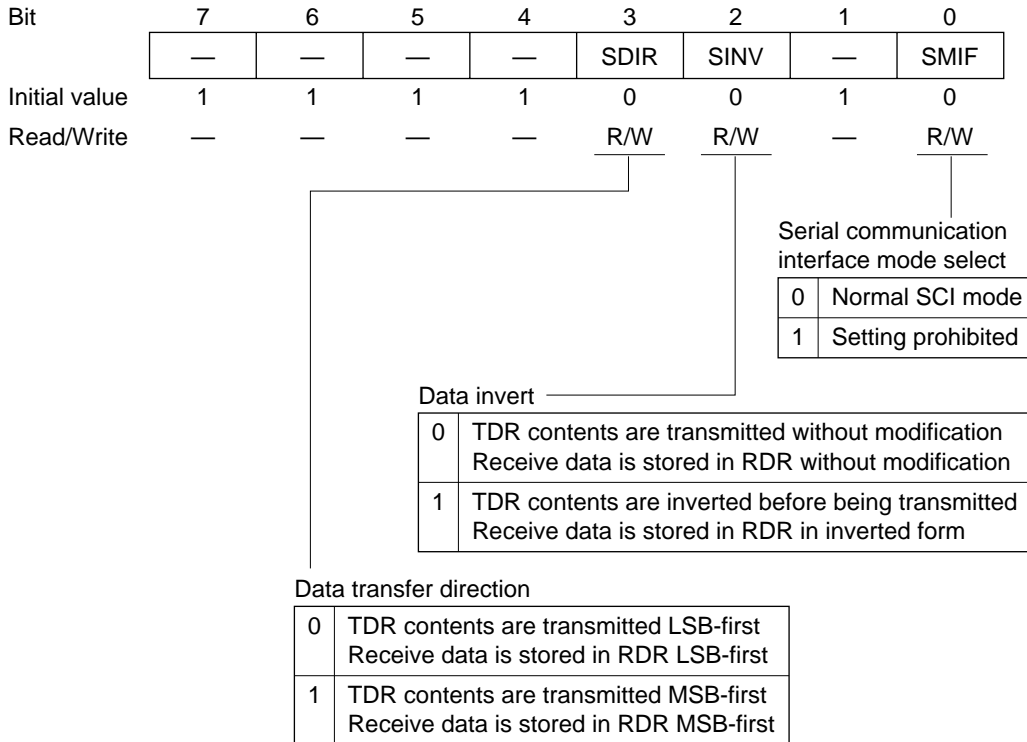 Bit 7 6 5 4 3 2 1 0
— — — — SDIR SINV — SMIF
Initial value 1 1 1 1 0 0 1 0
Read/Write — — — — R/W R/W — R/W
Serial communication
interface mode select
0 Normal SCI mode
1 Setting prohibited
Data invert
0 TDR contents are transmitted without modification
Receive data is stored in RDR without modification
1 TDR contents are inverted before being transmitted
Receive data is stored in RDR in inverted form
Data transfer direction
0 TDR contents are transmitted LSB-first
Receive data is stored in RDR LSB-first
1 TDR contents are transmitted MSB-first
Receive data is stored in RDR MSB-first